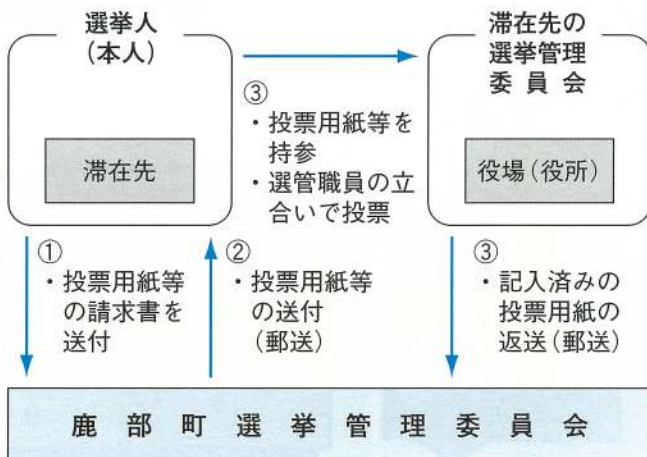 選挙人
（本人）
滞在先
③
・投票用紙等を
持参
・選管職員の立
合いで投票
滞在先の
選挙管理
委員会
役場（役所）
①
・投票用紙等
の請求書を
送付
②
・投票用紙等
の送付
（郵送）
③
・記入済みの
投票用紙の
返送（郵送）
鹿部町選挙管理委員会